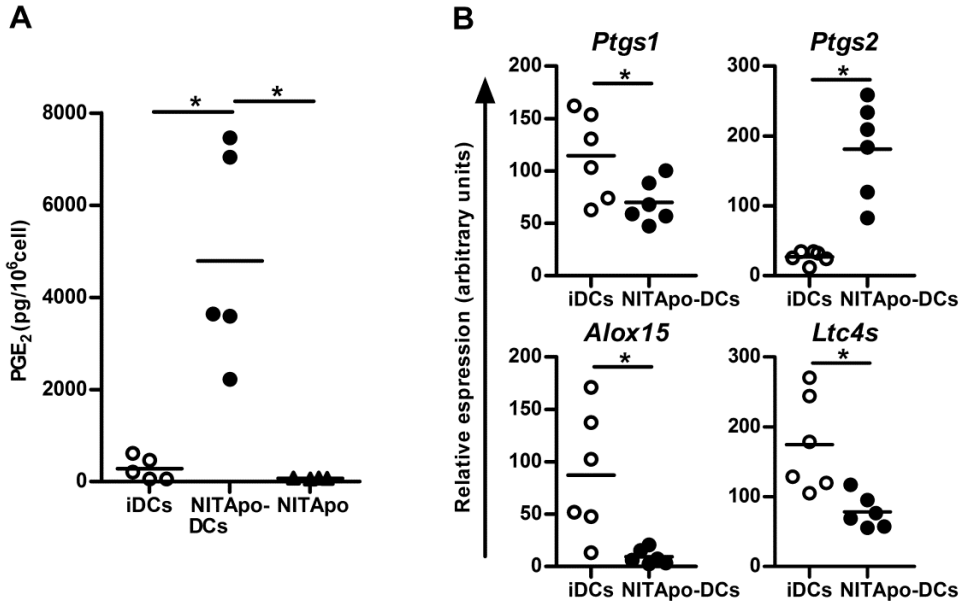 A
PGE2 (pg/10^6cell)
8000
6000
4000
2000
0
* *
iDCs NITApo-DCs NITApo
B
Relative espression (arbitrary units)
Ptgs1
200
150
100
50
0
*
iDCs NITApo-DCs
Ptgs2
300
200
100
0
*
iDCs NITApo-DCs
Alox15
200
150
100
50
0
*
iDCs NITApo-DCs
Ltc4s
300
200
100
0
*
iDCs NITApo-DCs